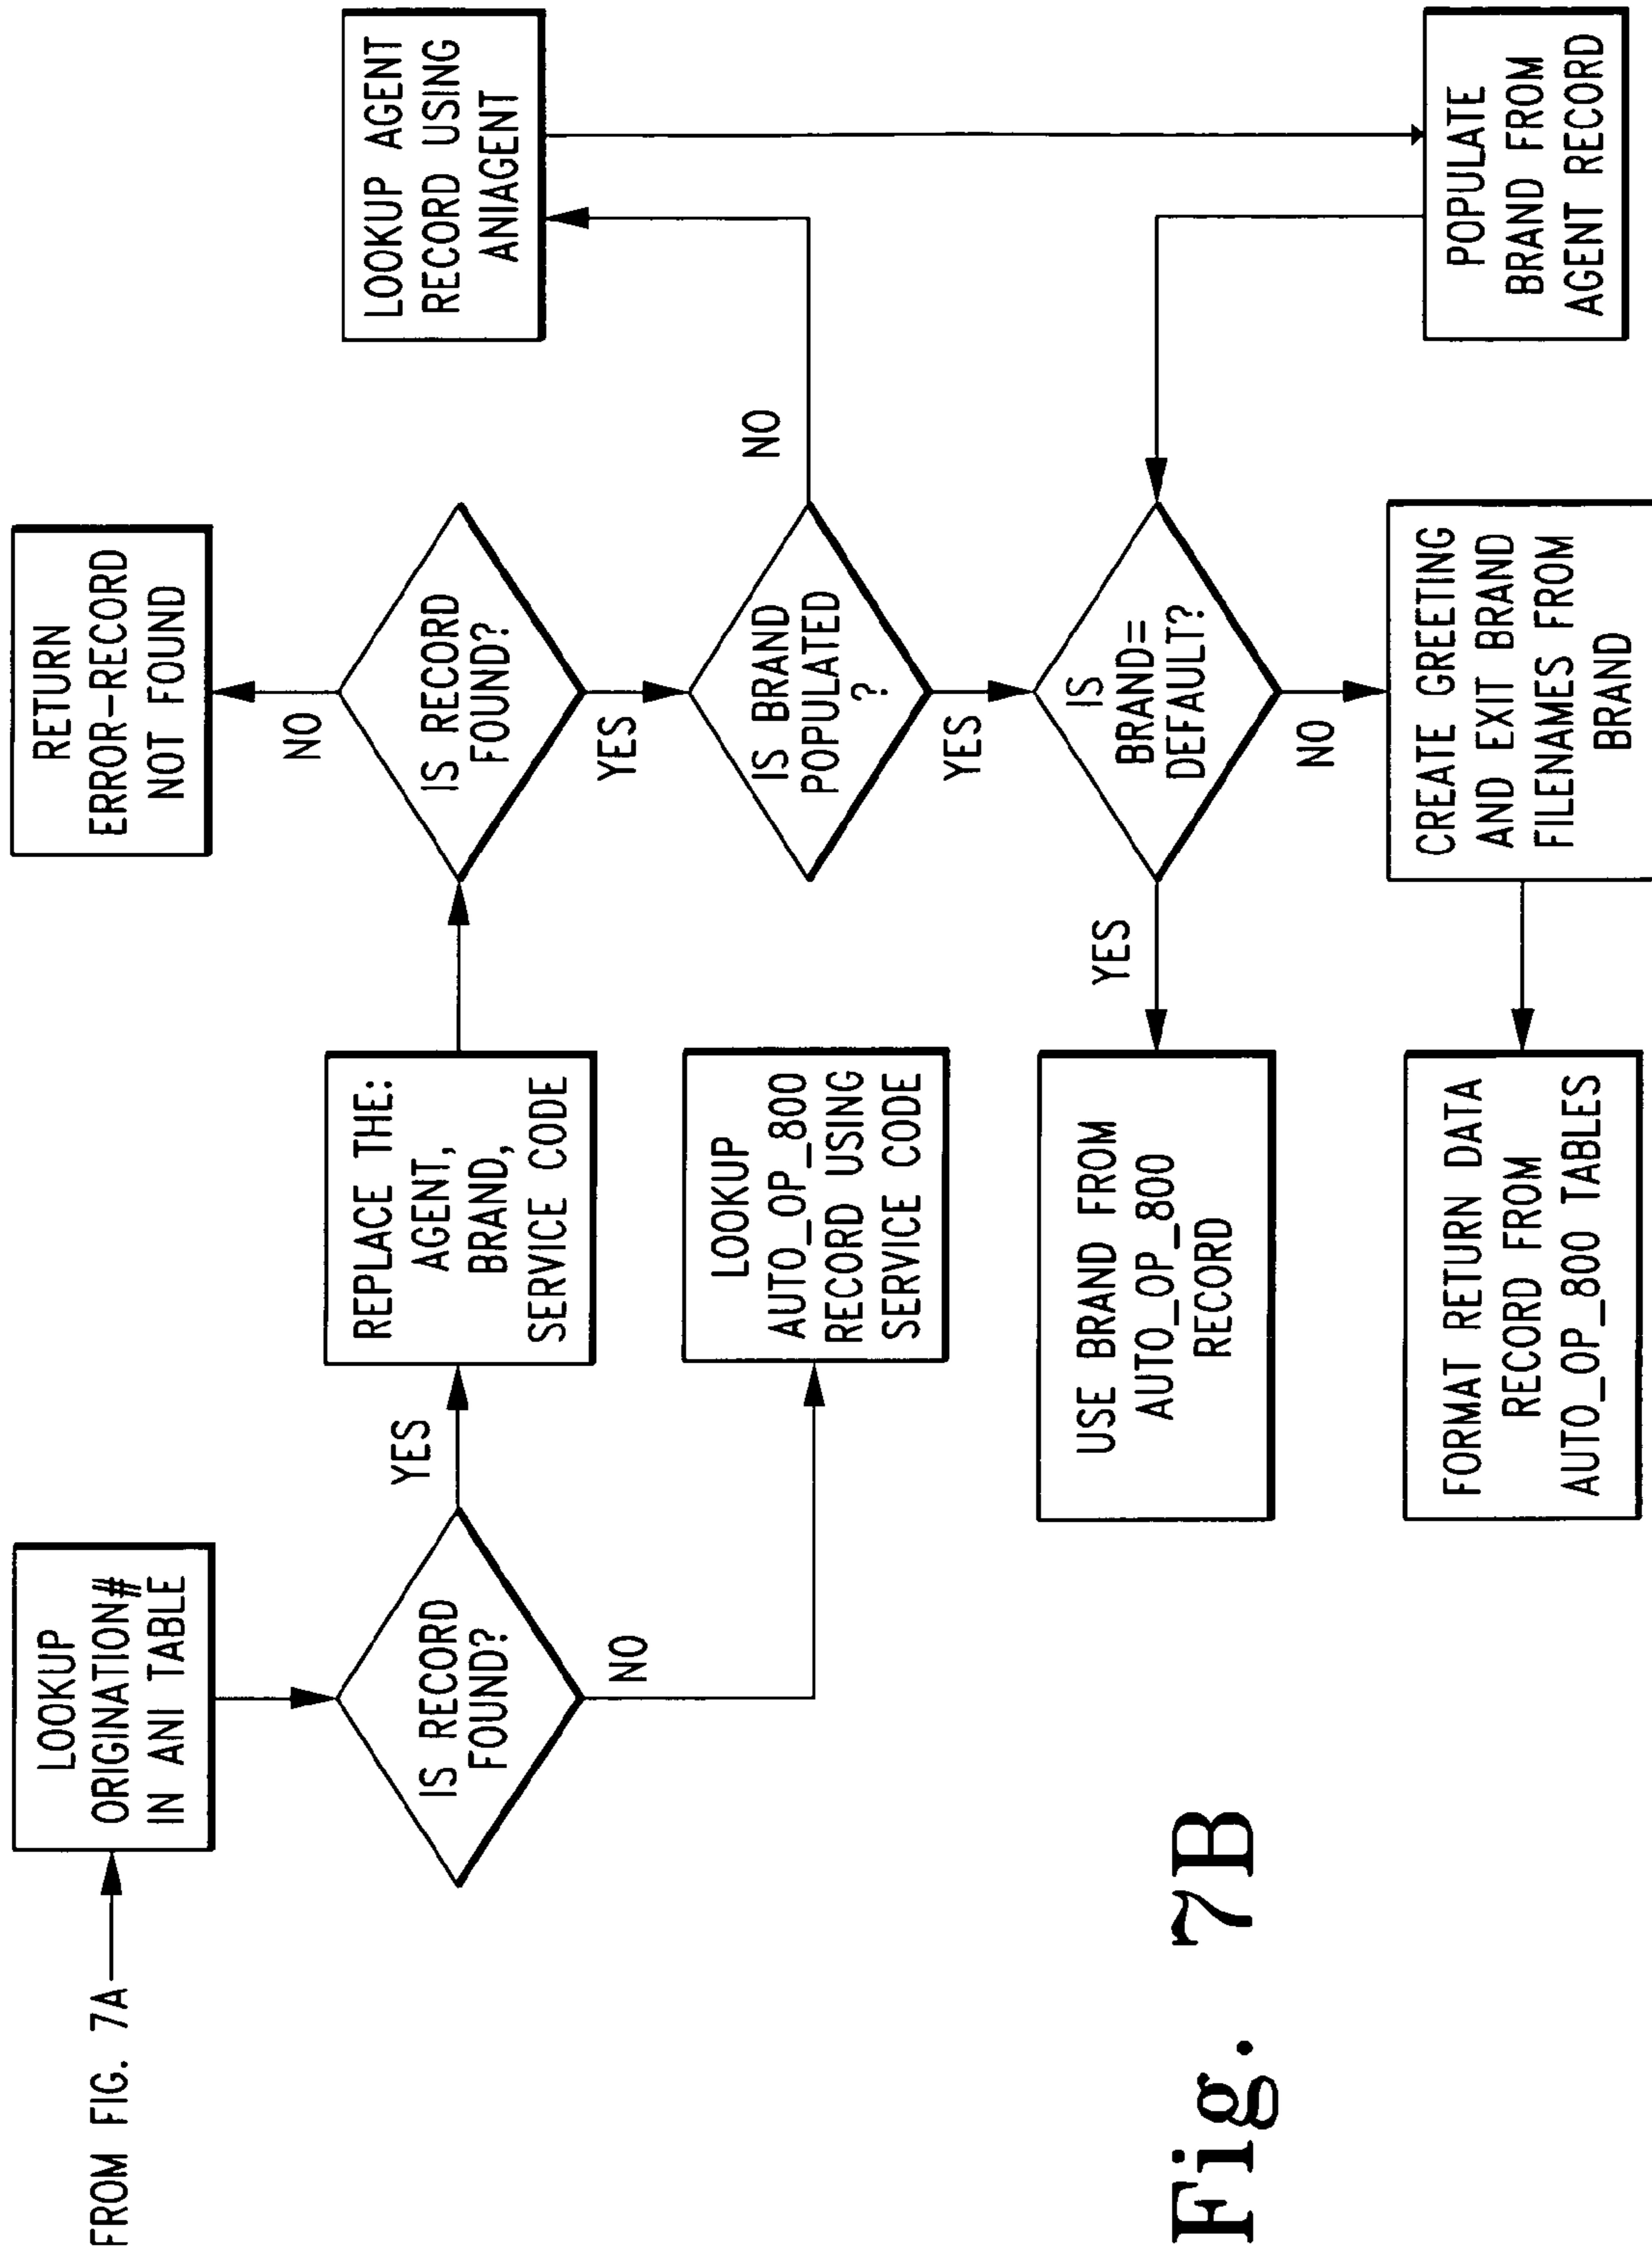 FROM FIG. 7A
LOOKUP
ORIGINATION#
IN ANI TABLE
IS RECORD
FOUND?
YES
NO
REPLACE THE:
AGENT,
BRAND,
SERVICE CODE
LOOKUP
AUTO_OP_800
RECORD USING
SERVICE CODE
RETURN
ERROR-RECORD
NOT FOUND
NO
IS RECORD
FOUND?
YES
IS BRAND
POPULATED
?
NO
YES
LOOKUP AGENT
RECORD USING
ANIAGENT
POPULATE
BRAND FROM
AGENT RECORD
IS
BRAND=
DEFAULT?
YES
NO
USE BRAND FROM
AUTO_OP_800
RECORD
CREATE GREETING
AND EXIT BRAND
FILENAMES FROM
BRAND
FORMAT RETURN DATA
RECORD FROM
AUTO_OP_800 TABLES
Fig. 7B